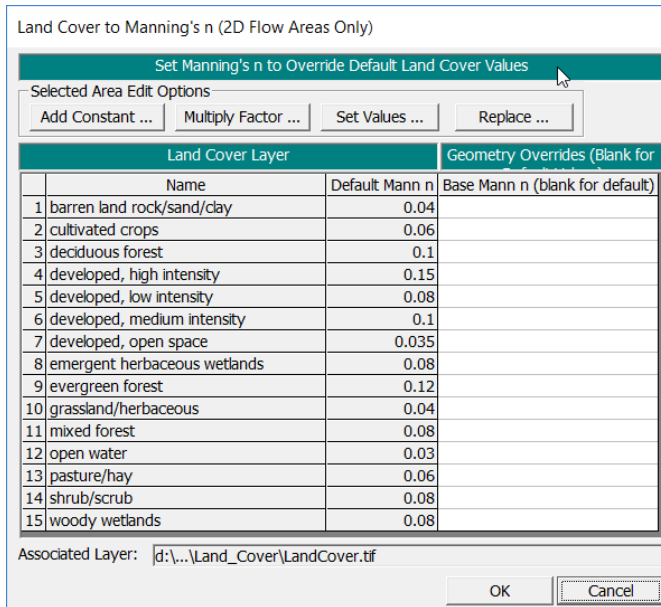 Land Cover to Manning's n (2D Flow Areas Only)
Set Manning's n to Override Default Land Cover Values
Selected Area Edit Options
Add Constant ... Multiply Factor ... Set Values ... Replace ...
Land Cover Layer Geometry Overrides (Blank for
Default Values)
Name Default Mann n Base Mann n (blank for default)
1 barren land rock/sand/clay 0.04
2 cultivated crops 0.06
3 deciduous forest 0.1
4 developed, high intensity 0.15
5 developed, low intensity 0.08
6 developed, medium intensity 0.1
7 developed, open space 0.035
8 emergent herbaceous wetlands 0.08
9 evergreen forest 0.12
10 grassland/herbaceous 0.04
11 mixed forest 0.08
12 open water 0.03
13 pasture/hay 0.06
14 shrub/scrub 0.08
15 woody wetlands 0.08
Associated Layer: d:\...\Land_Cover\LandCover.tif
OK Cancel